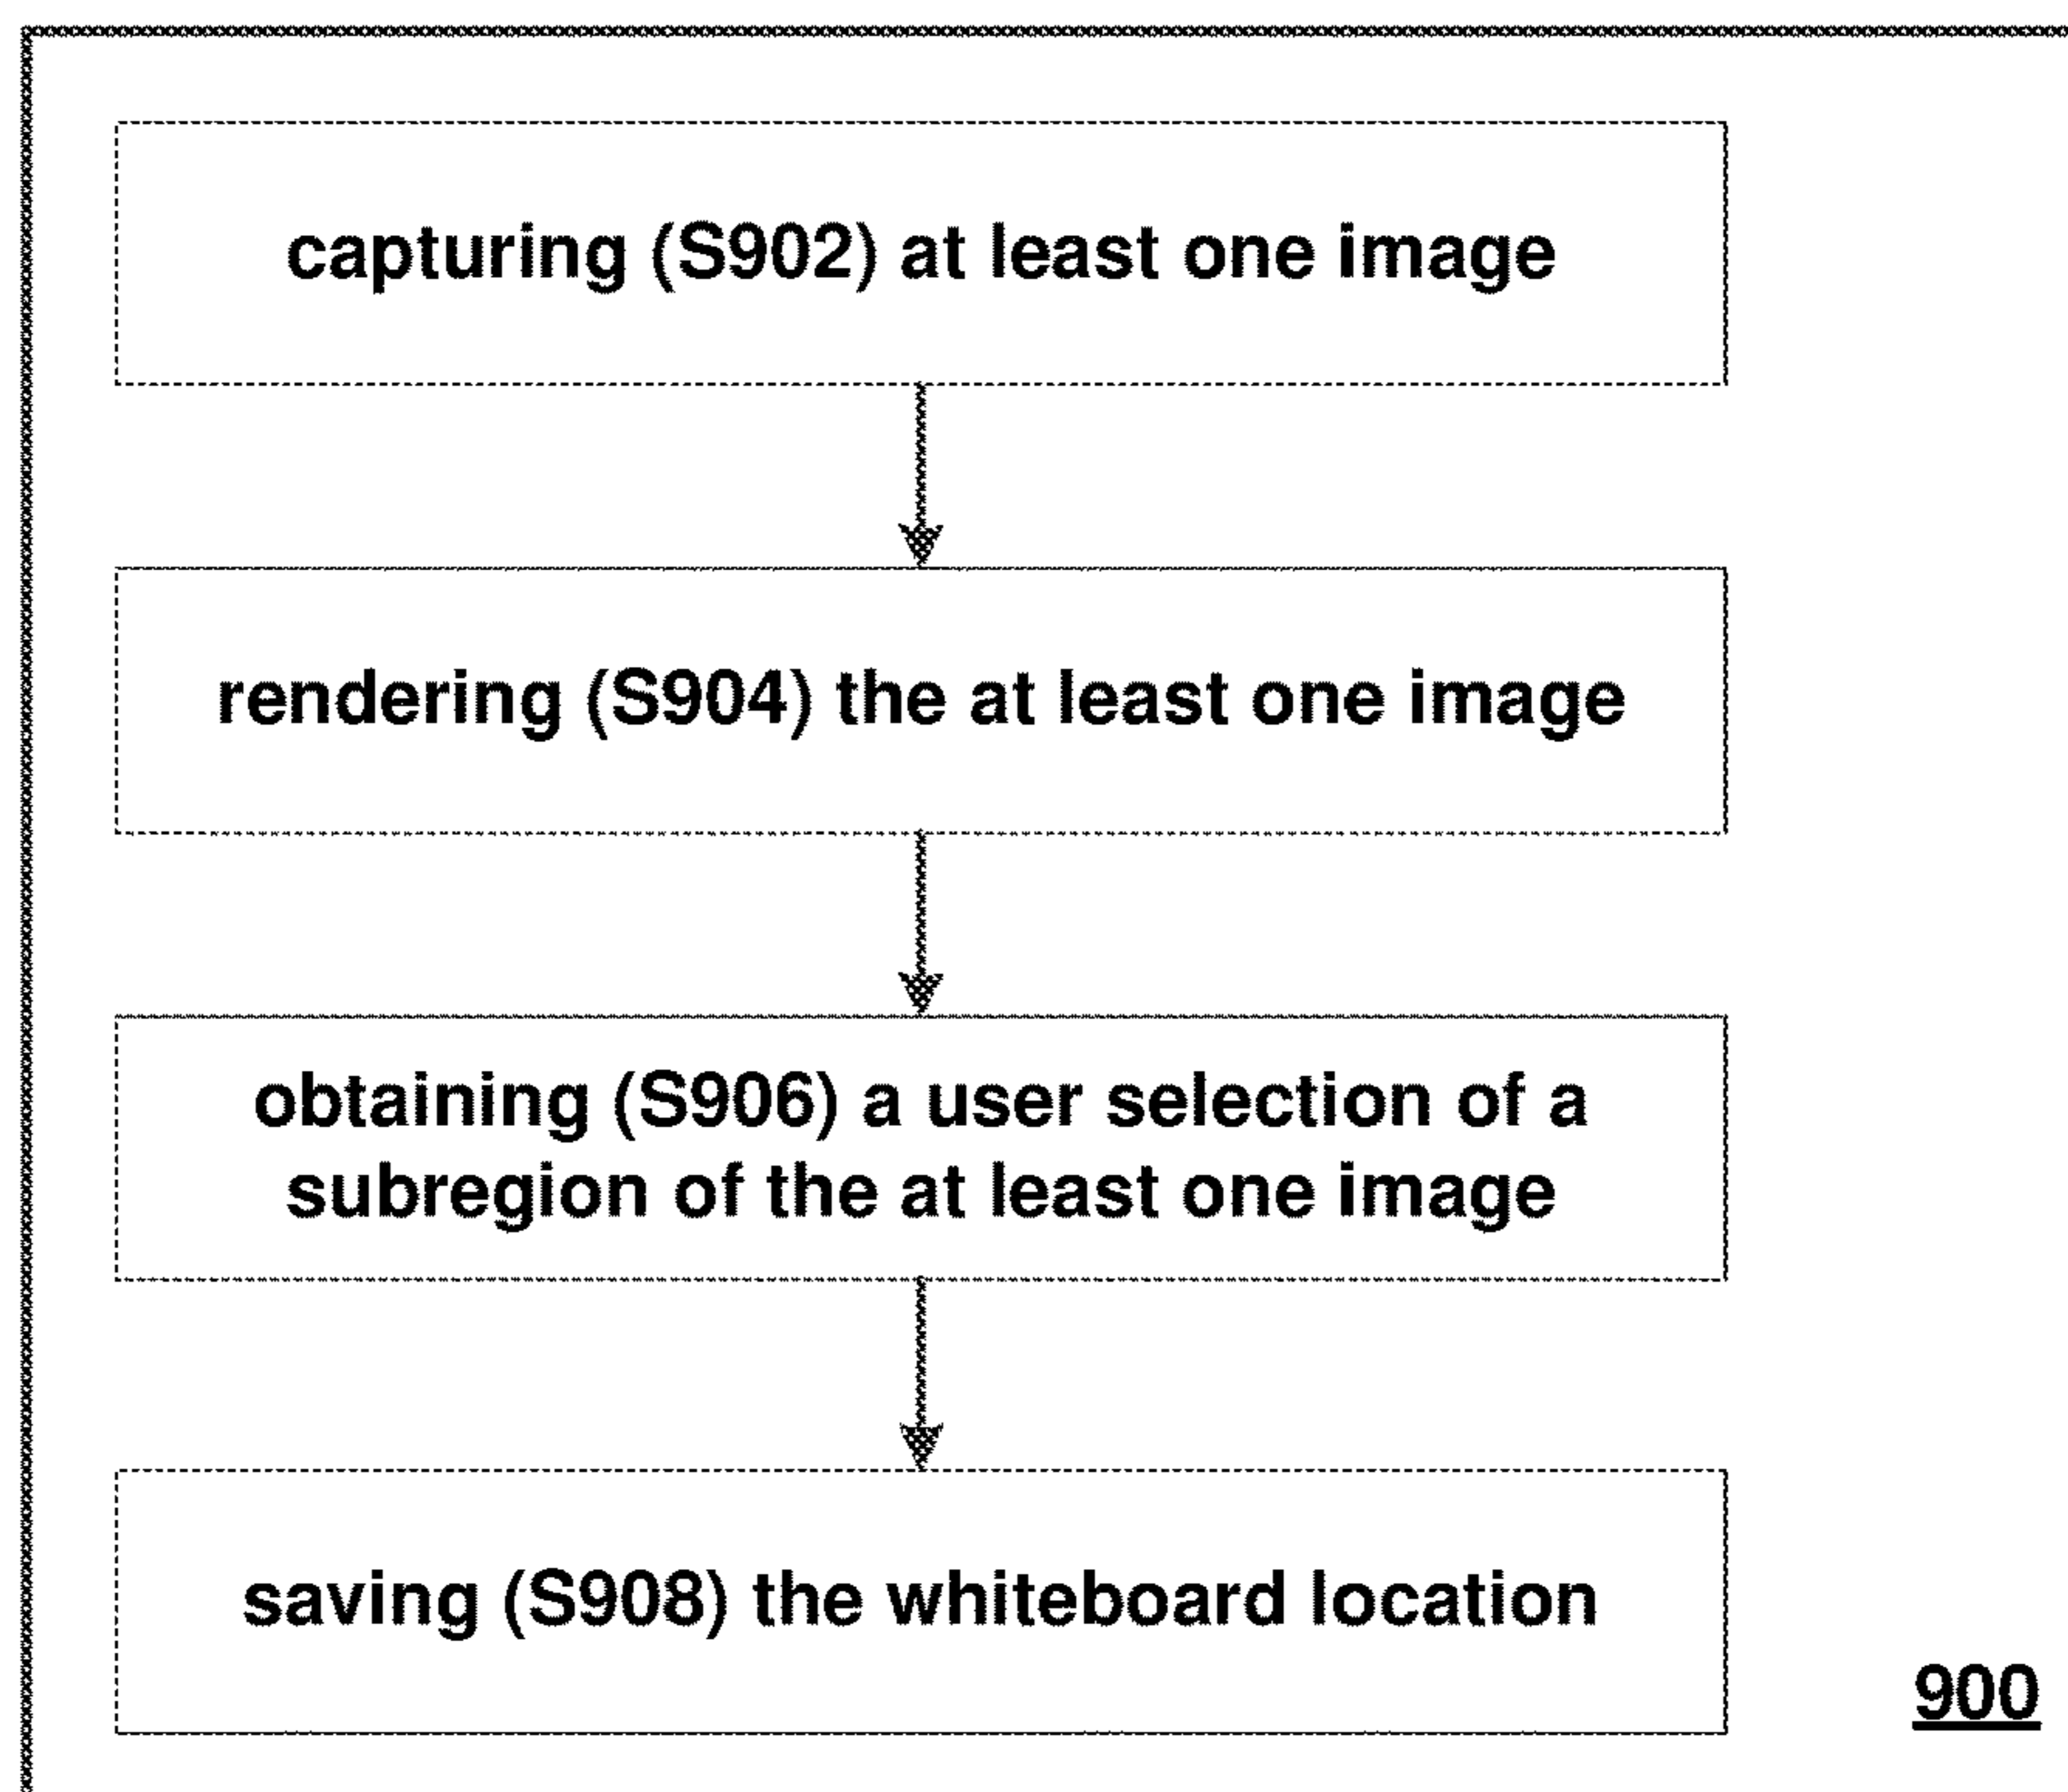 capturing (S902) at least one image
rendering (S904) the at least one image
obtaining (S906) a user selection of a
subregion of the at least one image
saving (S908) the whiteboard location
900